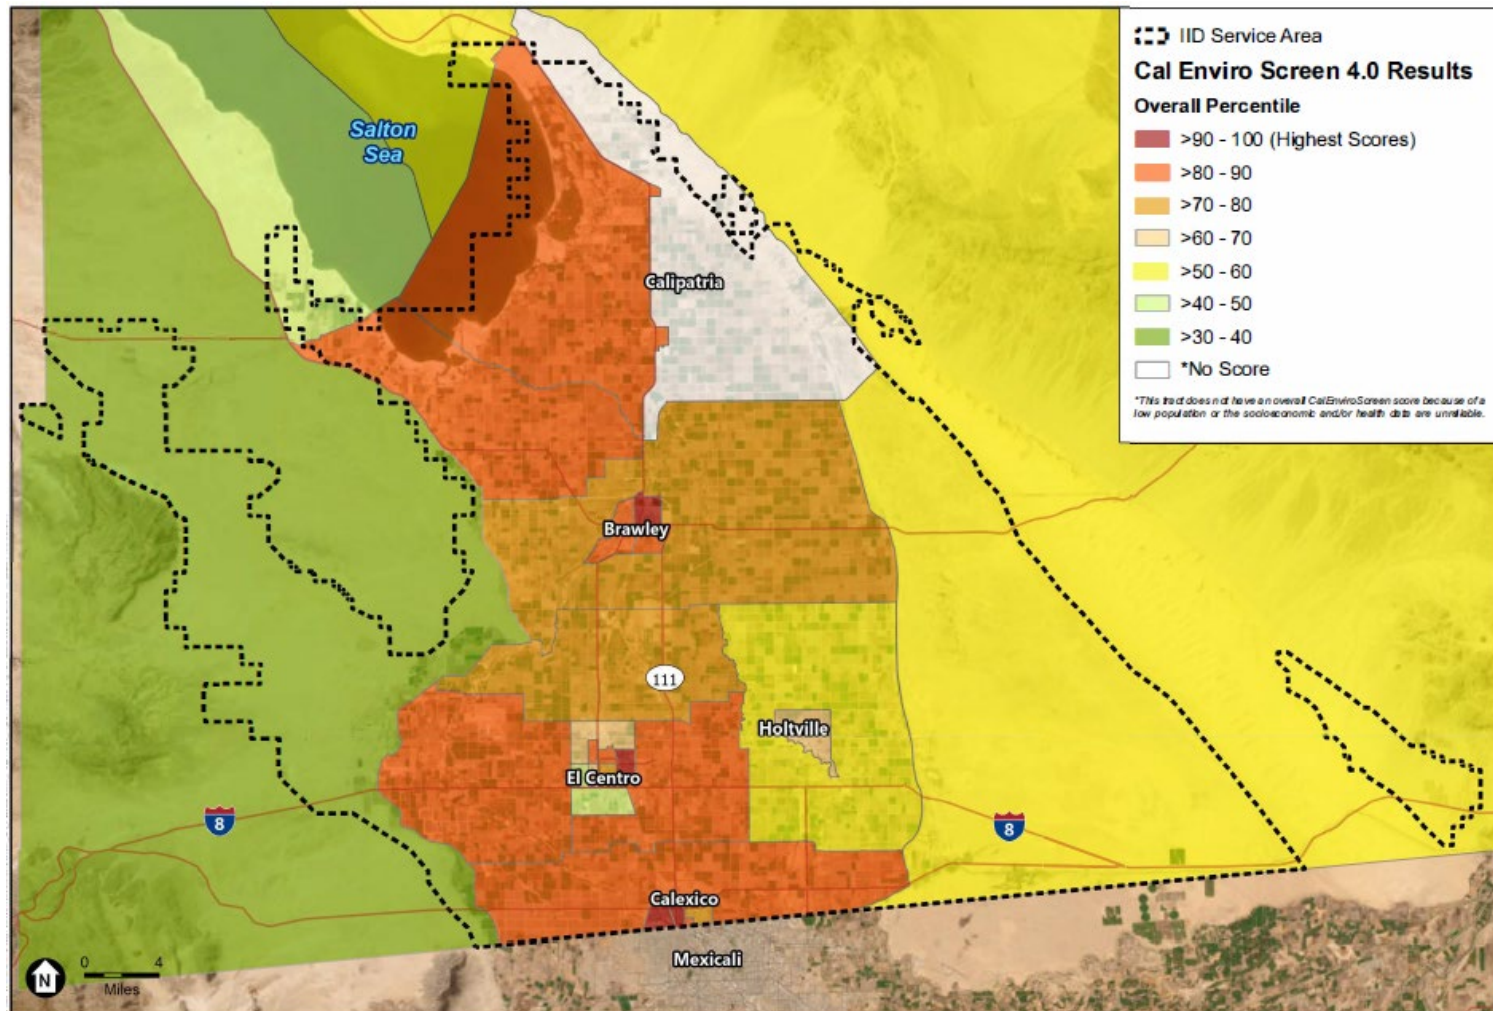 IID Service Area
Cal Enviro Screen 4.0 Results
Overall Percentile
>90 - 100 (Highest Scores)
>80 - 90
>70 - 80
>60 - 70
>50 - 60
>40 - 50
>30 - 40
*No Score
*This tract does not have an overall CalEnviroScreen score because of a
low population or the socioeconomic and/or health data are unreliable.
Salton
Sea
Calipatria
Brawley
111
Holtville
El Centro
8
8
Calexico
Mexicali
N
0 4
Miles